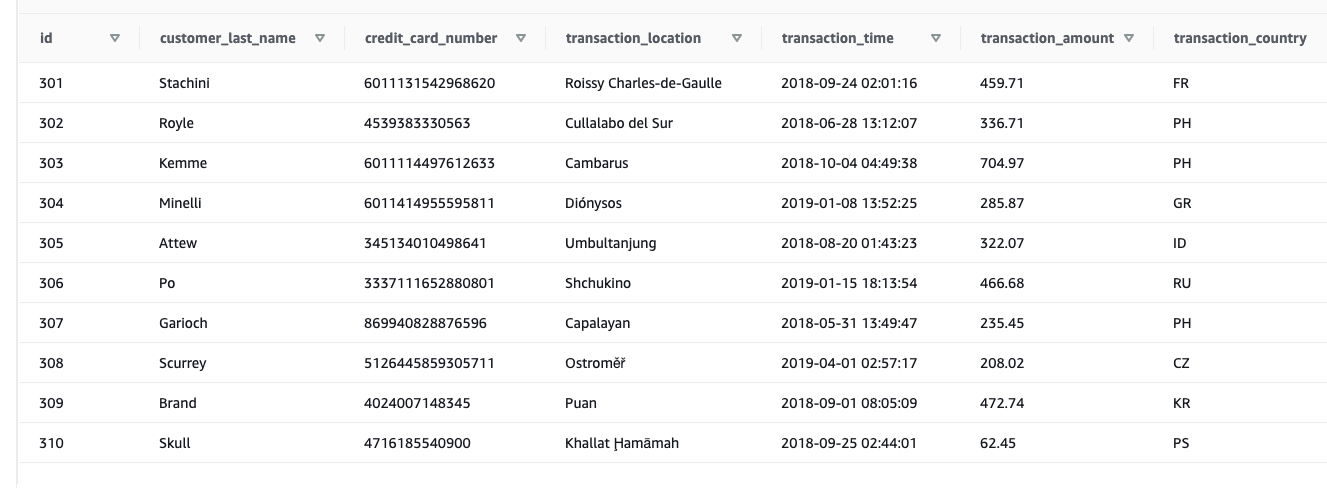 id customer_last_name credit_card_number transaction_location transaction_time transaction_amount transaction_country
301 Stachini 6011131542968620 Roissy Charles-de-Gaulle 2018-09-24 02:01:16 459.71 FR
302 Royle 4539383330563 Cullalabo del Sur 2018-06-28 13:12:07 336.71 PH
303 Kemme 6011114497612633 Cambarus 2018-10-04 04:49:38 704.97 PH
304 Minelli 6011414955595811 Diónysos 2019-01-08 13:52:25 285.87 GR
305 Attew 345134010498641 Umbultanjung 2018-08-20 01:43:23 322.07 ID
306 Po 3337111652880801 Shchukino 2019-01-15 18:13:54 466.68 RU
307 Garioch 869940828876596 Capalayan 2018-05-31 13:49:47 235.45 PH
308 Scurrey 5126445859305711 Ostroměř 2019-04-01 02:57:17 208.02 CZ
309 Brand 4024007148345 Puan 2018-09-01 08:05:09 472.74 KR
310 Skull 4716185540900 Khallat Ḩamāmah 2018-09-25 02:44:01 62.45 PS